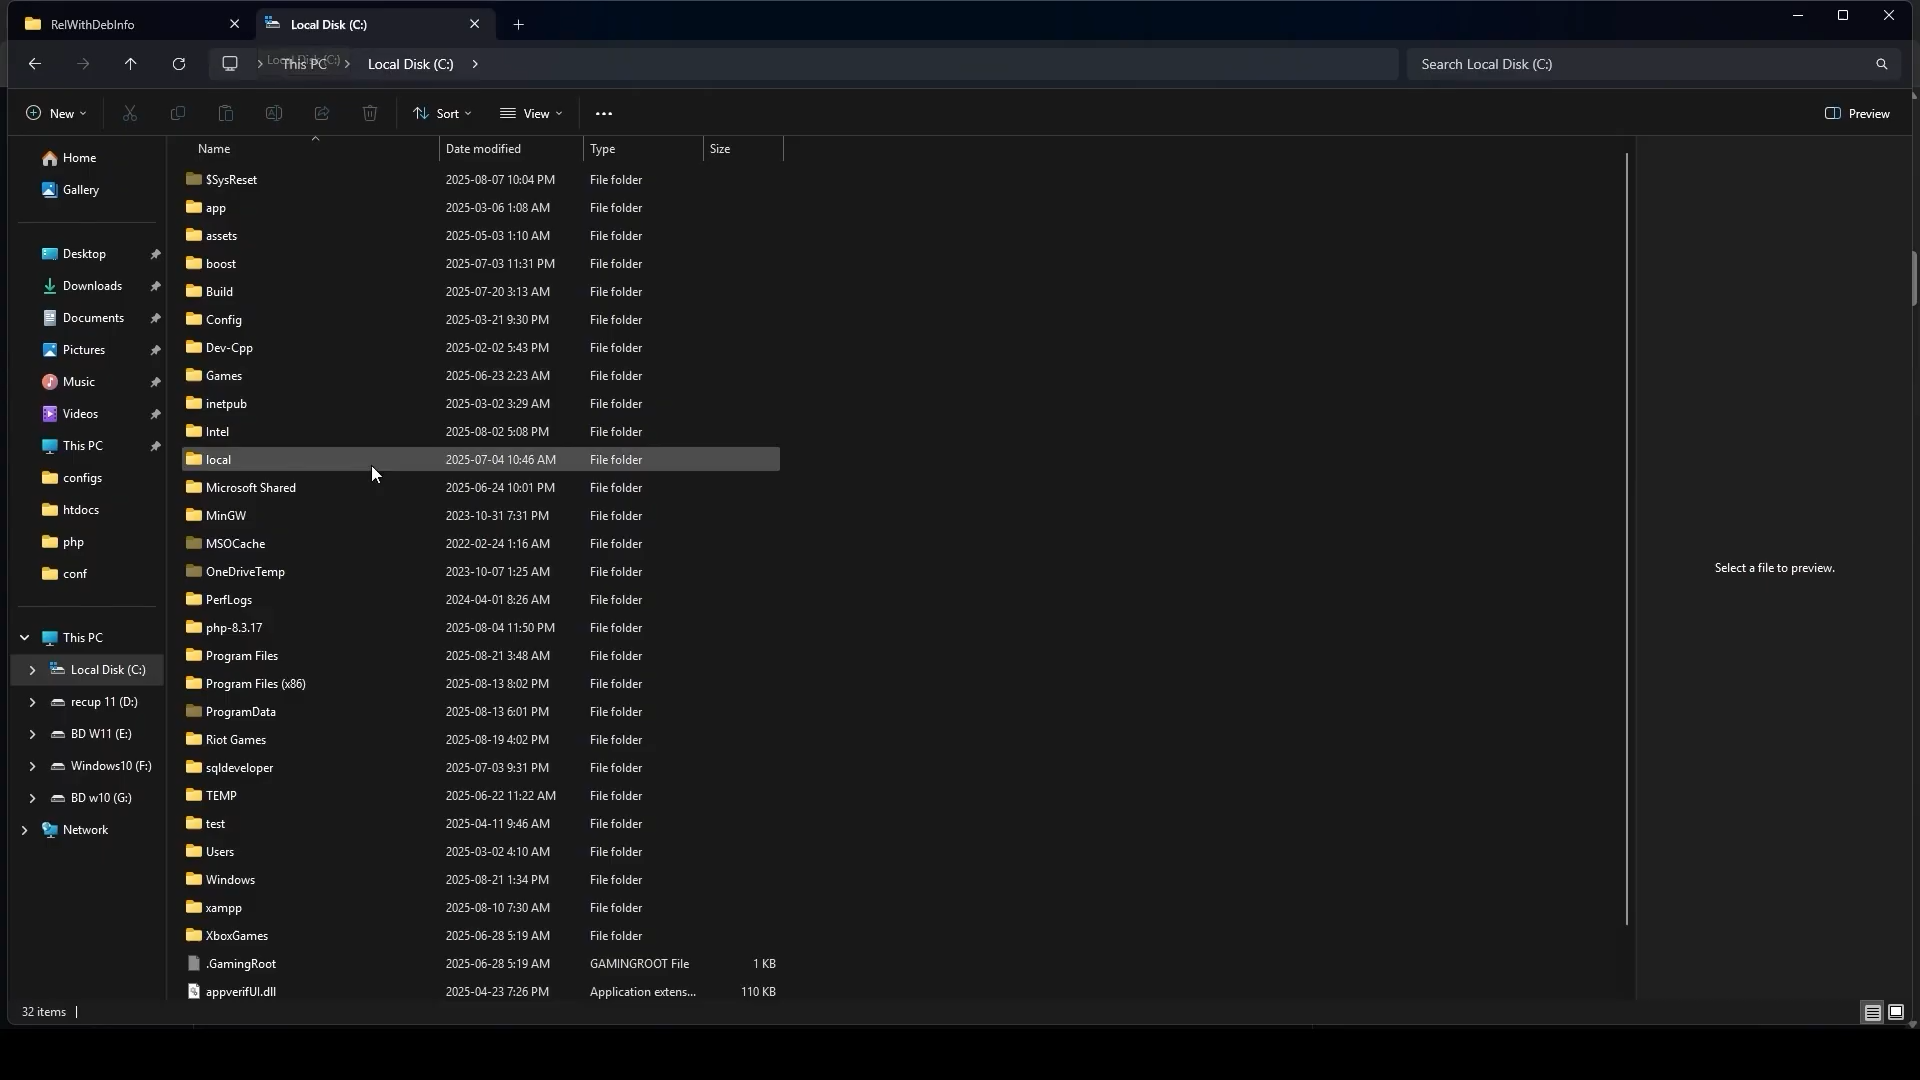 RelWithDebInfo
Local Disk (C:)
This PC
Local Disk (C:)
Local Disk (C:)
Search Local Disk (C:)
New
Sort
View
Preview
Name Date modified Type Size
Home
Gallery
Desktop
Downloads
Documents
Pictures
Music
Videos
This PC
configs
htdocs
php
conf
This PC
Local Disk (C:)
recup 11 (D:)
BD W11 (E:)
Windows10 (F:)
BD w10 (G:)
Network
$SysReset 2025-08-07 10:04 PM File folder
app 2025-03-06 1:08 AM File folder
assets 2025-05-03 1:10 AM File folder
boost 2025-07-03 11:31 PM File folder
Build 2025-07-20 3:13 AM File folder
Config 2025-03-21 9:30 PM File folder
Dev-Cpp 2025-02-02 5:43 PM File folder
Games 2025-06-23 2:23 AM File folder
inetpub 2025-03-02 3:29 AM File folder
Intel 2025-08-02 5:08 PM File folder
local 2025-07-04 10:46 AM File folder
Microsoft Shared 2025-06-24 10:01 PM File folder
MinGW 2023-10-31 7:31 PM File folder
MSOCache 2022-02-24 1:16 AM File folder
OneDriveTemp 2023-10-07 1:25 AM File folder
PerfLogs 2024-04-01 8:26 AM File folder
php-8.3.17 2025-08-04 11:50 PM File folder
Program Files 2025-08-21 3:48 AM File folder
Program Files (x86) 2025-08-13 8:02 PM File folder
ProgramData 2025-08-13 6:01 PM File folder
Riot Games 2025-08-19 4:02 PM File folder
sqldeveloper 2025-07-03 9:31 PM File folder
TEMP 2025-06-22 11:22 AM File folder
test 2025-04-11 9:46 AM File folder
Users 2025-03-02 4:10 AM File folder
Windows 2025-08-21 1:34 PM File folder
xampp 2025-08-10 7:30 AM File folder
XboxGames 2025-06-28 5:19 AM File folder
.GamingRoot 2025-06-28 5:19 AM GAMINGROOT File 1 KB
appverifUI.dll 2025-04-23 7:26 PM Application extens... 110 KB
Select a file to preview.
32 items